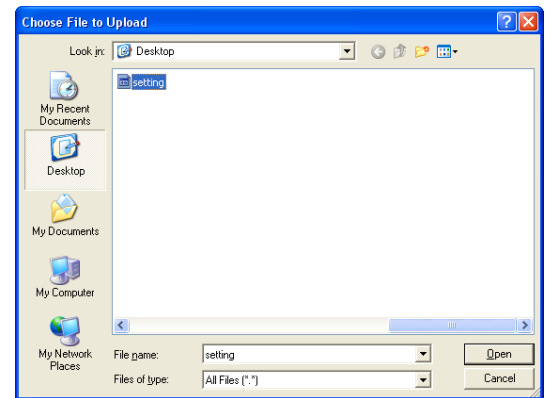 Choose File to Upload
Look in:
Desktop
setting
My Recent
Documents
Desktop
My Documents
My Computer
My Network
Places
File name:
setting
Open
Files of type:
All Files (*.*)
Cancel